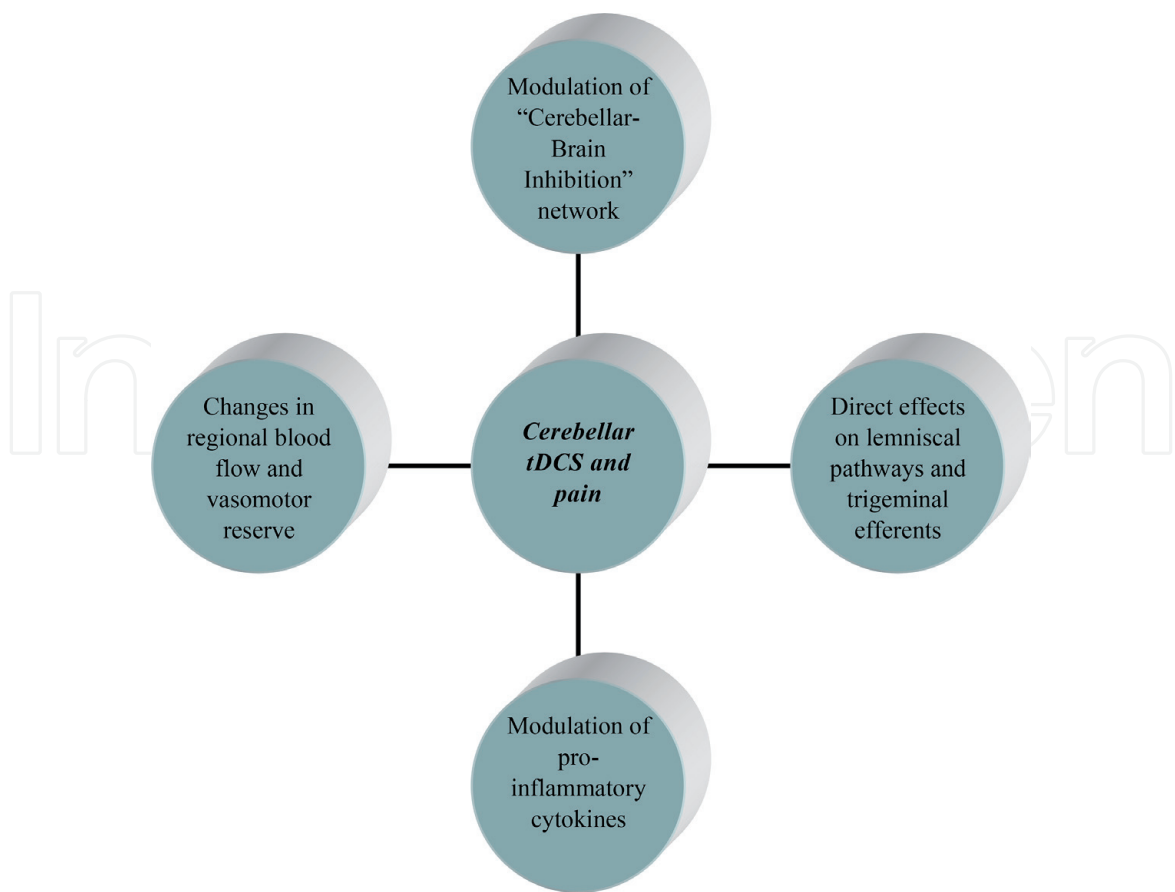 Modulation of
“Cerebellar-
Brain
Inhibition”
network
Changes in
regional blood
flow and
vasomotor
reserve
Cerebellar
tDCS and
pain
Direct effects
on lemniscal
pathways and
trigeminal
efferents
Modulation of
pro-
inflammatory
cytokines